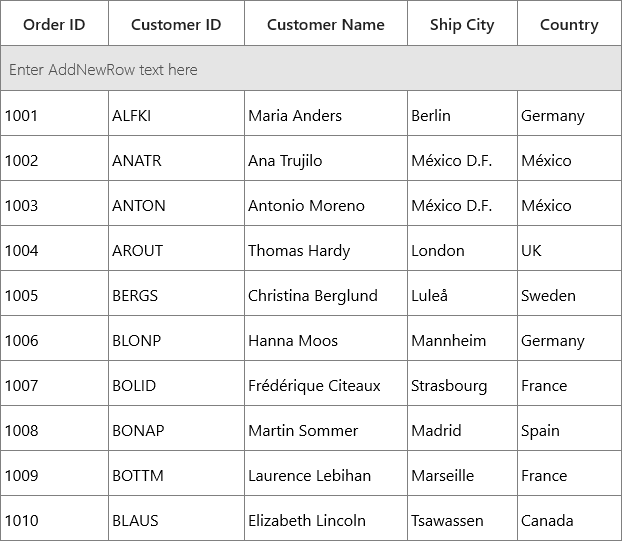 Order ID Customer ID Customer Name Ship City Country
Enter AddNewRow text here
1001 ALFKI Maria Anders Berlin Germany
1002 ANATR Ana Trujilo México D.F. México
1003 ANTON Antonio Moreno México D.F. México
1004 AROUT Thomas Hardy London UK
1005 BERGS Christina Berglund Luleå Sweden
1006 BLONP Hanna Moos Mannheim Germany
1007 BOLID Frédérique Citeaux Strasbourg France
1008 BONAP Martin Sommer Madrid Spain
1009 BOTTM Laurence Lebihan Marseille France
1010 BLAUS Elizabeth Lincoln Tsawassen Canada